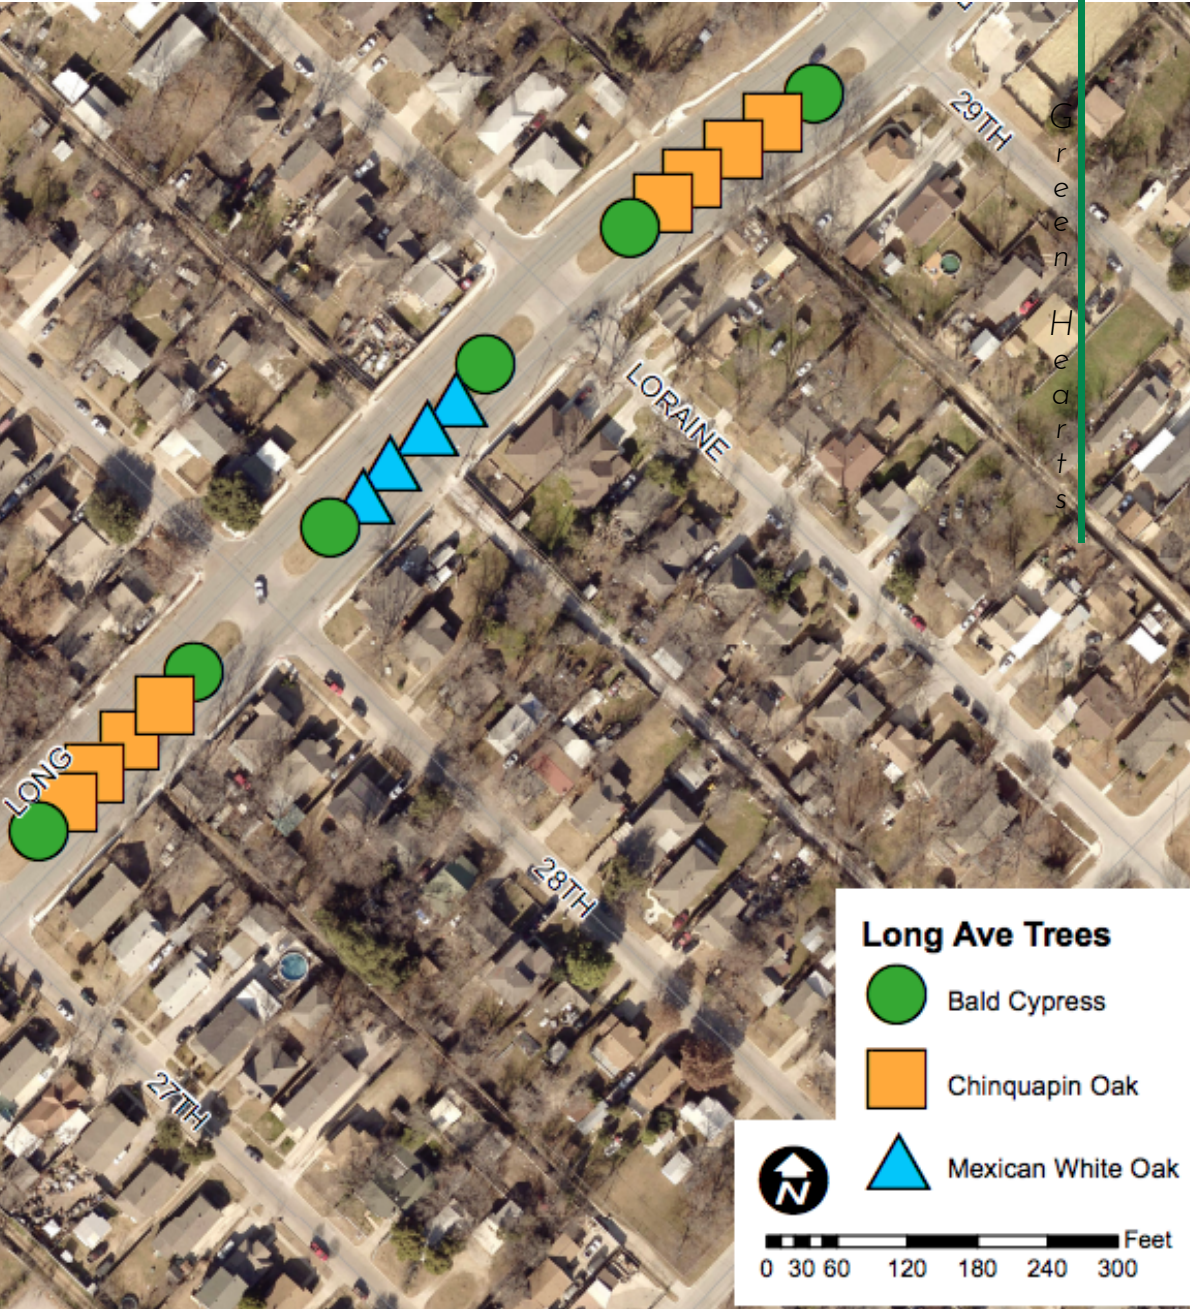 29TH
Green Hearts
LORAINE
LONG
28TH
27TH
Long Ave Trees
Bald Cypress
Chinquapin Oak
Mexican White Oak
N
Feet
0 30 60 120 180 240 300